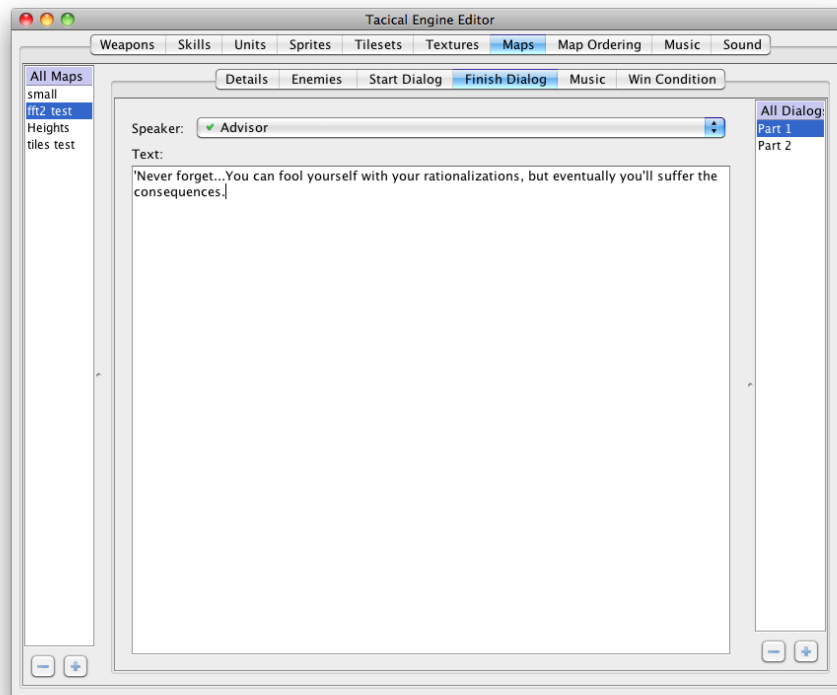 Tacical Engine Editor
Weapons Skills Units Sprites Tilesets Textures Maps Map Ordering Music Sound
All Maps
small
fft2 test
Heights
tiles test
Details Enemies Start Dialog Finish Dialog Music Win Condition
Speaker: Advisor
Text:
'Never forget...You can fool yourself with your rationalizations, but eventually you'll suffer the
consequences.
All Dialog:
Part 1
Part 2